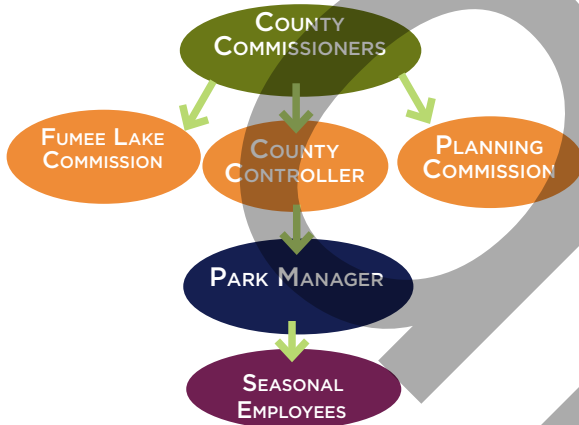 County
Commissioners
Fumee Lake
Commission
County
Controller
Planning
Commission
Park Manager
Seasonal
Employees